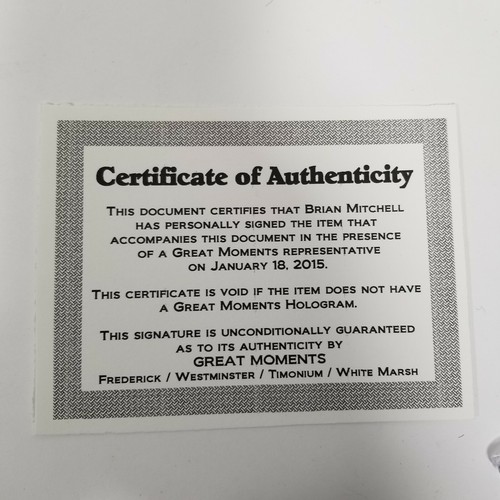 Certificate of Authenticity
This document certifies that Brian Mitchell
has personally signed the item that
accompanies this document in the presence
of a Great Moments representative
on January 18, 2015.
This certificate is void if the item does not have
a Great Moments Hologram.
This signature is unconditionally guaranteed
as to its authenticity by
GREAT MOMENTS
Frederick / Westminster / Timonium / White Marsh